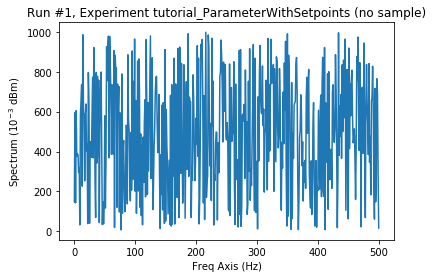 Run #1, Experiment tutorial_ParameterWithSetpoints (no sample)
1000
800
600
400
200
0
Spectrum (10⁻³ dBm)
0 100 200 300 400 500
Freq Axis (Hz)